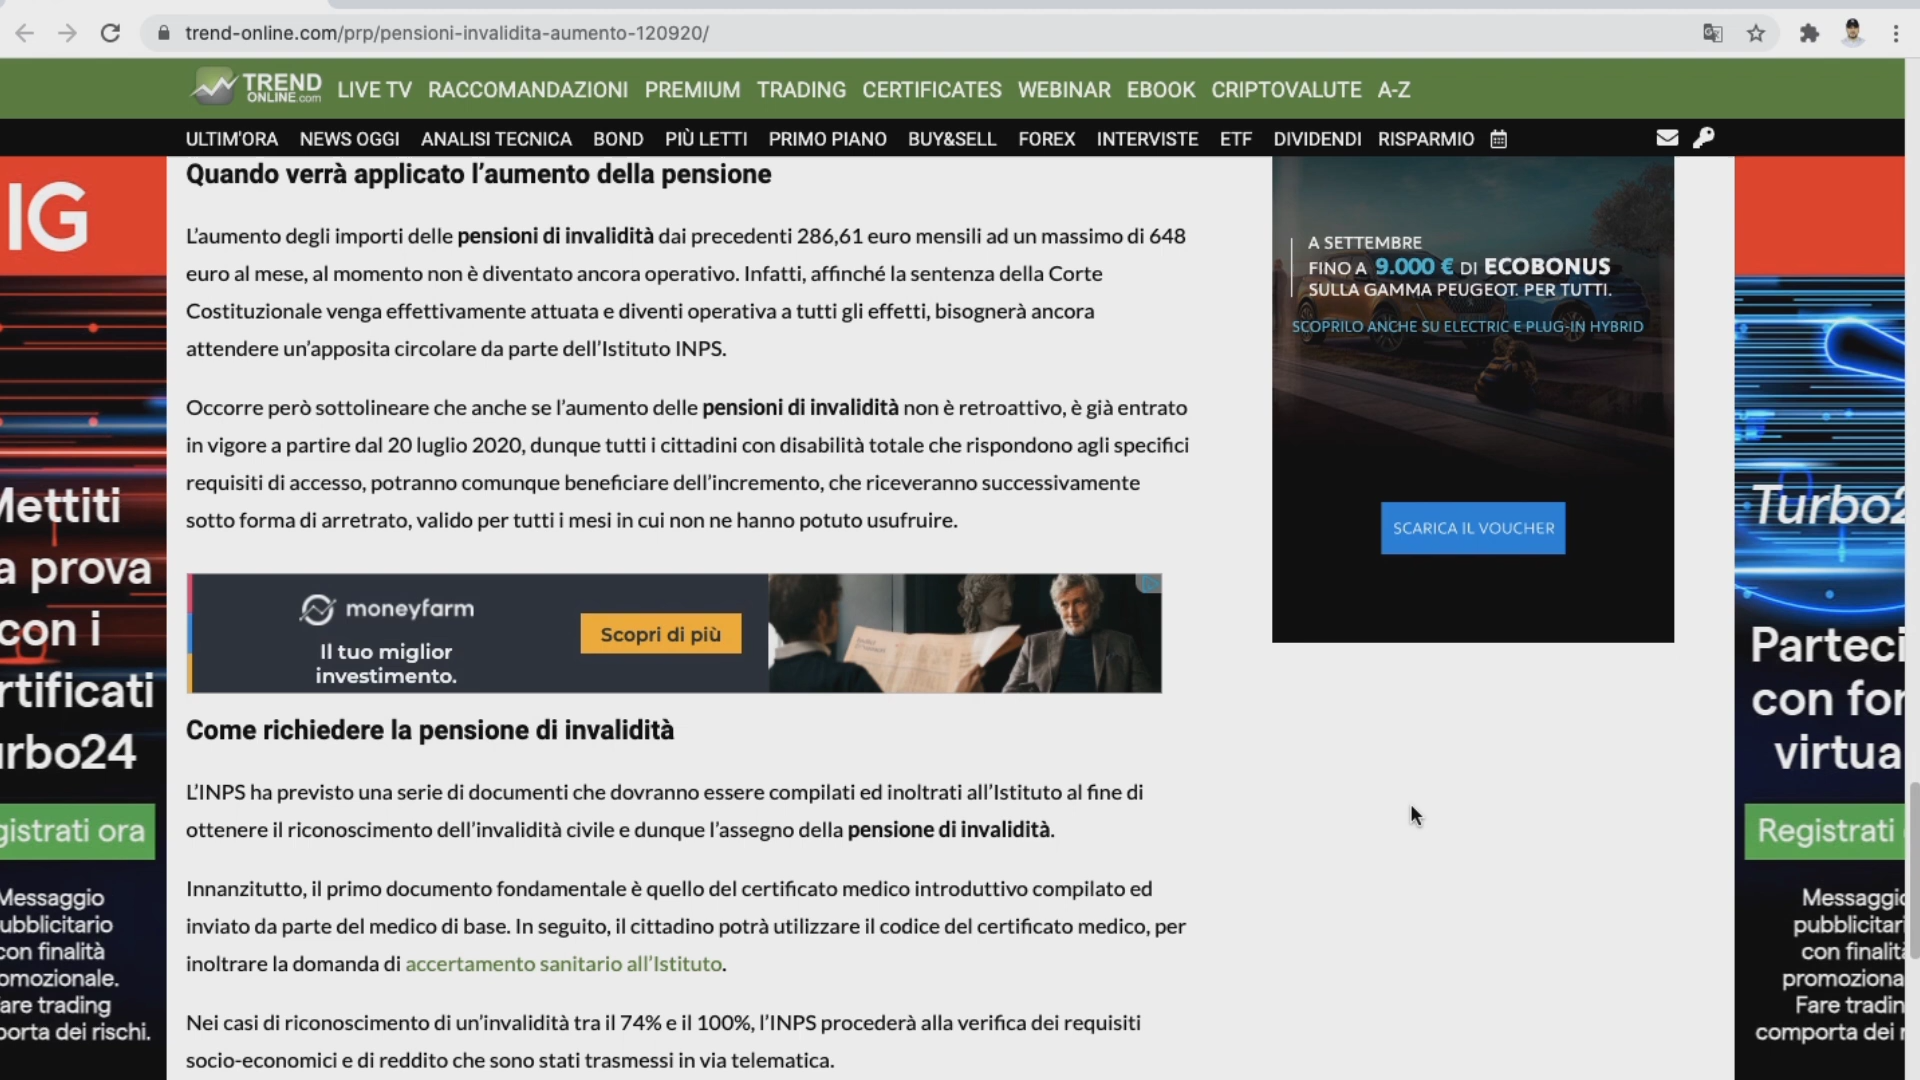 trend-online.com/prp/pensioni-invalidita-aumento-120920/
TREND
ONLINE.com
LIVE TV RACCOMANDAZIONI PREMIUM TRADING CERTIFICATES WEBINAR EBOOK CRIPTOVALUTE A-Z
ULTIM'ORA NEWS OGGI ANALISI TECNICA BOND PIÙ LETTI PRIMO PIANO BUY&SELL FOREX INTERVISTE ETF DIVIDENDI RISPARMIO
Quando verrà applicato l’aumento della pensione
L’aumento degli importi delle pensioni di invalidità dai precedenti 286,61 euro mensili ad un massimo di 648
euro al mese, al momento non è diventato ancora operativo. Infatti, affinché la sentenza della Corte
Costituzionale venga effettivamente attuata e diventi operativa a tutti gli effetti, bisognerà ancora
attendere un’apposita circolare da parte dell’Istituto INPS.
Occorre però sottolineare che anche se l’aumento delle pensioni di invalidità non è retroattivo, è già entrato
in vigore a partire dal 20 luglio 2020, dunque tutti i cittadini con disabilità totale che rispondono agli specifici
requisiti di accesso, potranno comunque beneficiare dell’incremento, che riceveranno successivamente
sotto forma di arretrato, valido per tutti i mesi in cui non ne hanno potuto usufruire.
moneyfarm
Il tuo miglior
investimento.
Scopri di più
Come richiedere la pensione di invalidità
L’INPS ha previsto una serie di documenti che dovranno essere compilati ed inoltrati all’Istituto al fine di
ottenere il riconoscimento dell’invalidità civile e dunque l’assegno della pensione di invalidità.
Innanzitutto, il primo documento fondamentale è quello del certificato medico introduttivo compilato ed
inviato da parte del medico di base. In seguito, il cittadino potrà utilizzare il codice del certificato medico, per
inoltrare la domanda di accertamento sanitario all’Istituto.
Nei casi di riconoscimento di un’invalidità tra il 74% e il 100%, l’INPS procederà alla verifica dei requisiti
socio-economici e di reddito che sono stati trasmessi in via telematica.
A SETTEMBRE
FINO A 9.000 € DI ECOBONUS
SULLA GAMMA PEUGEOT. PER TUTTI.
SCOPRILO ANCHE SU ELECTRIC E PLUG-IN HYBRID
SCARICA IL VOUCHER
IG
Mettiti
a prova
con i
rtificati
urbo24
gistrati ora
Messaggio
ubblicitario
con finalità
omozionale.
are trading
porta dei rischi.
Turbo2
Parteci
con for
virtua
Registrati
Messaggio
pubblicitari
con finalità
promoziona
Fare tradin
comporta dei r